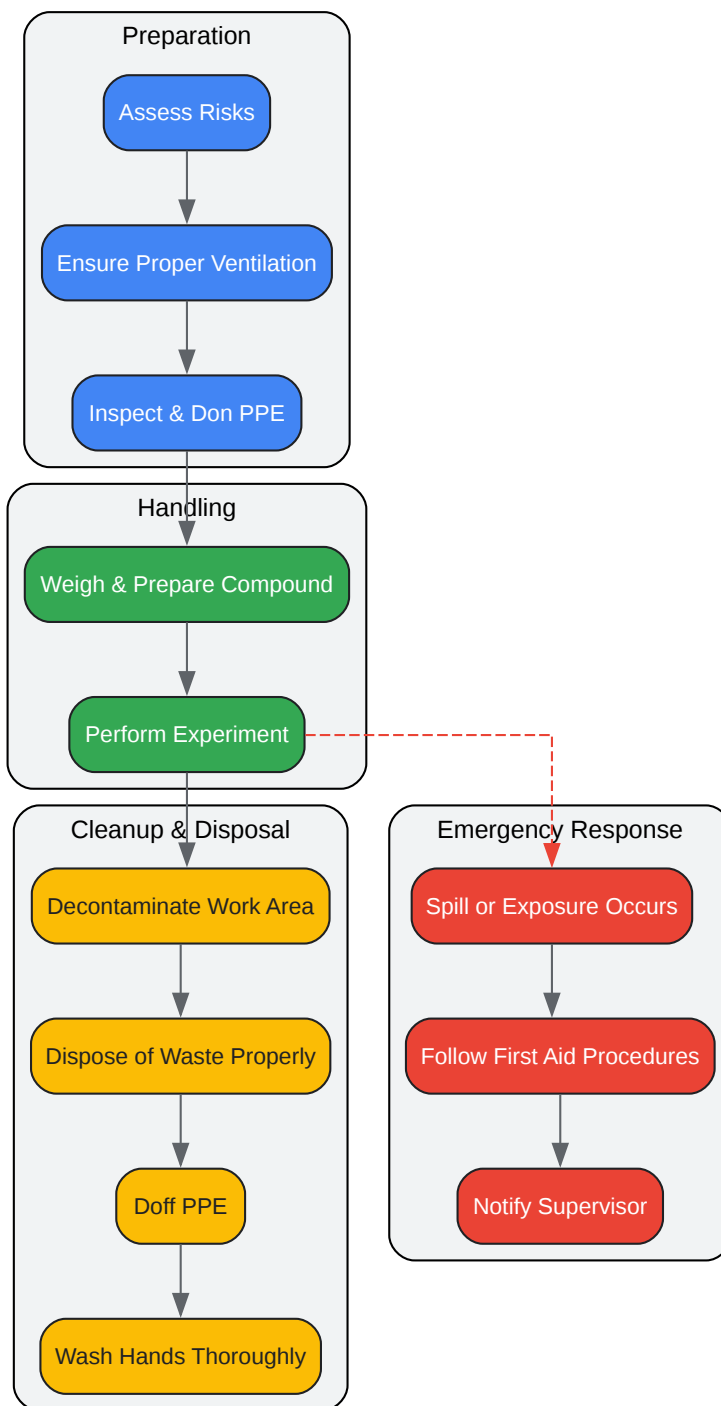 Preparation
Assess Risks
Ensure Proper Ventilation
Inspect & Don PPE
Handling
Weigh & Prepare Compound
Perform Experiment
Cleanup & Disposal
Decontaminate Work Area
Dispose of Waste Properly
Doff PPE
Wash Hands Thoroughly
Emergency Response
Spill or Exposure Occurs
Follow First Aid Procedures
Notify Supervisor